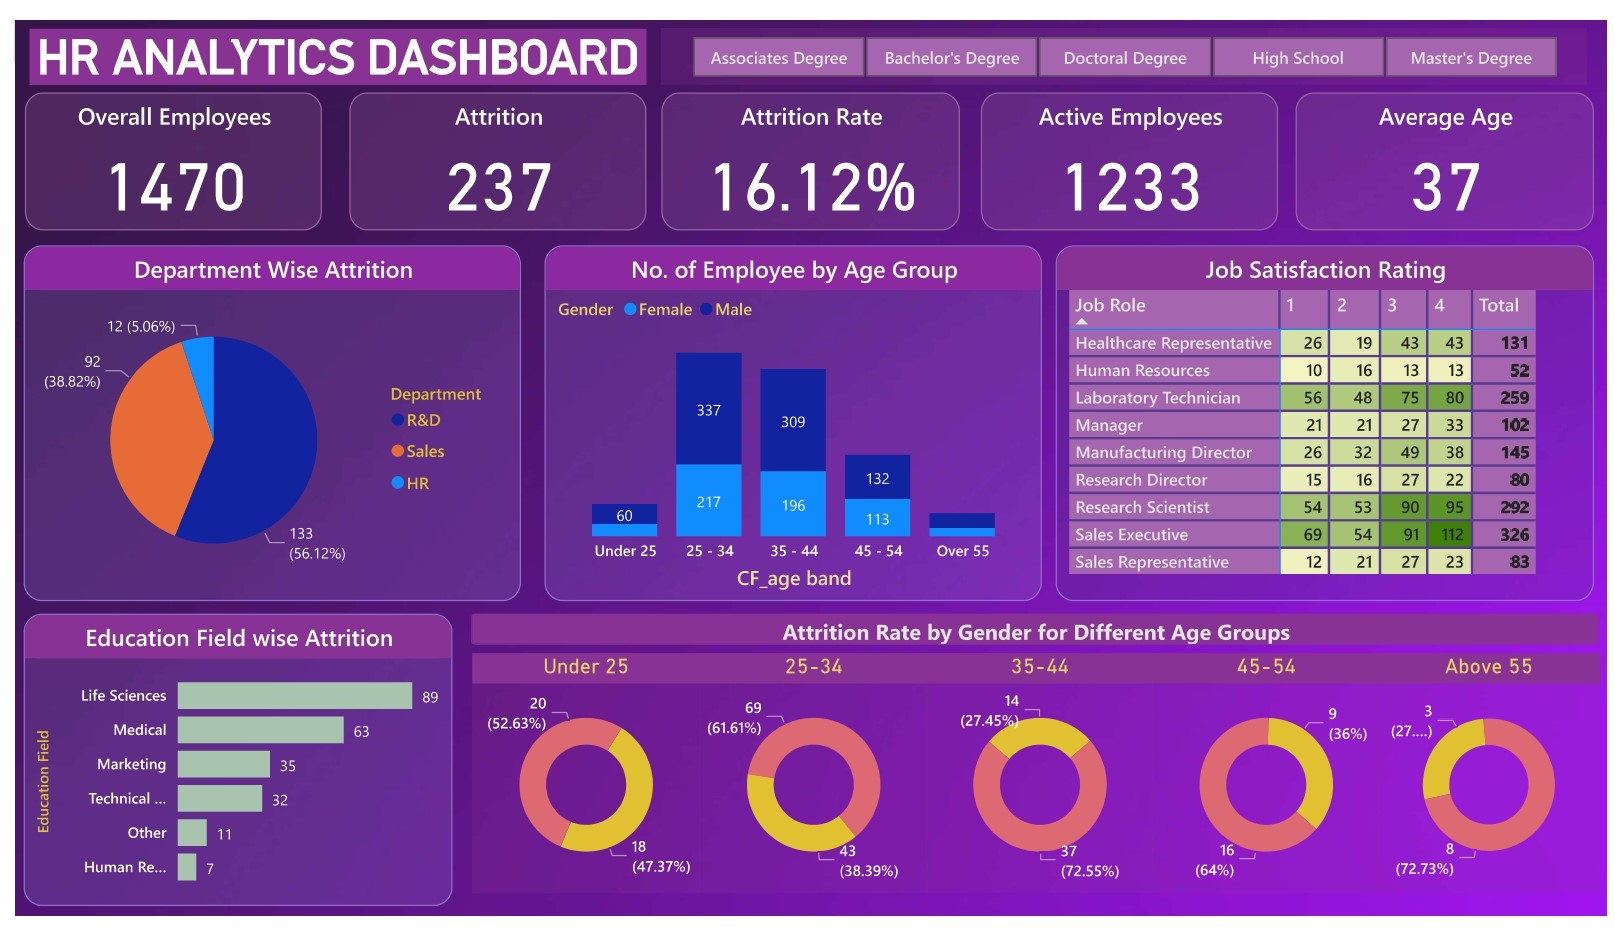 HR ANALYTICS DASHBOARD
Associates Degree Bachelor's Degree Doctoral Degree High School Master's Degree
Overall Employees
1470
Attrition
237
Attrition Rate
16.12%
Active Employees
1233
Average Age
37
Department Wise Attrition
12 (5.06%)
92
(38.82%)
133
(56.12%)
Department
R&D
Sales
HR
No. of Employee by Age Group
Gender Female Male
337
309
132
60
217
196
113
Under 25 25 - 34 35 - 44 45 - 54 Over 55
CF_age band
Job Satisfaction Rating
Job Role 1 2 3 4 Total
Healthcare Representative 26 19 43 43 131
Human Resources 10 16 13 13 52
Laboratory Technician 56 48 75 80 259
Manager 21 21 27 33 102
Manufacturing Director 26 32 49 38 145
Research Director 15 16 27 22 80
Research Scientist 54 53 90 95 292
Sales Executive 69 54 91 112 326
Sales Representative 12 21 27 23 83
Education Field wise Attrition
Education Field
Life Sciences 89
Medical 63
Marketing 35
Technical ... 32
Other 11
Human Re... 7
Attrition Rate by Gender for Different Age Groups
Under 25 25-34 35-44 45-54 Above 55
20
(52.63%)
18
(47.37%)
69
(61.61%)
43
(38.39%)
14
(27.45%)
37
(72.55%)
9
(36%)
16
(64%)
3
(27....)
8
(72.73%)